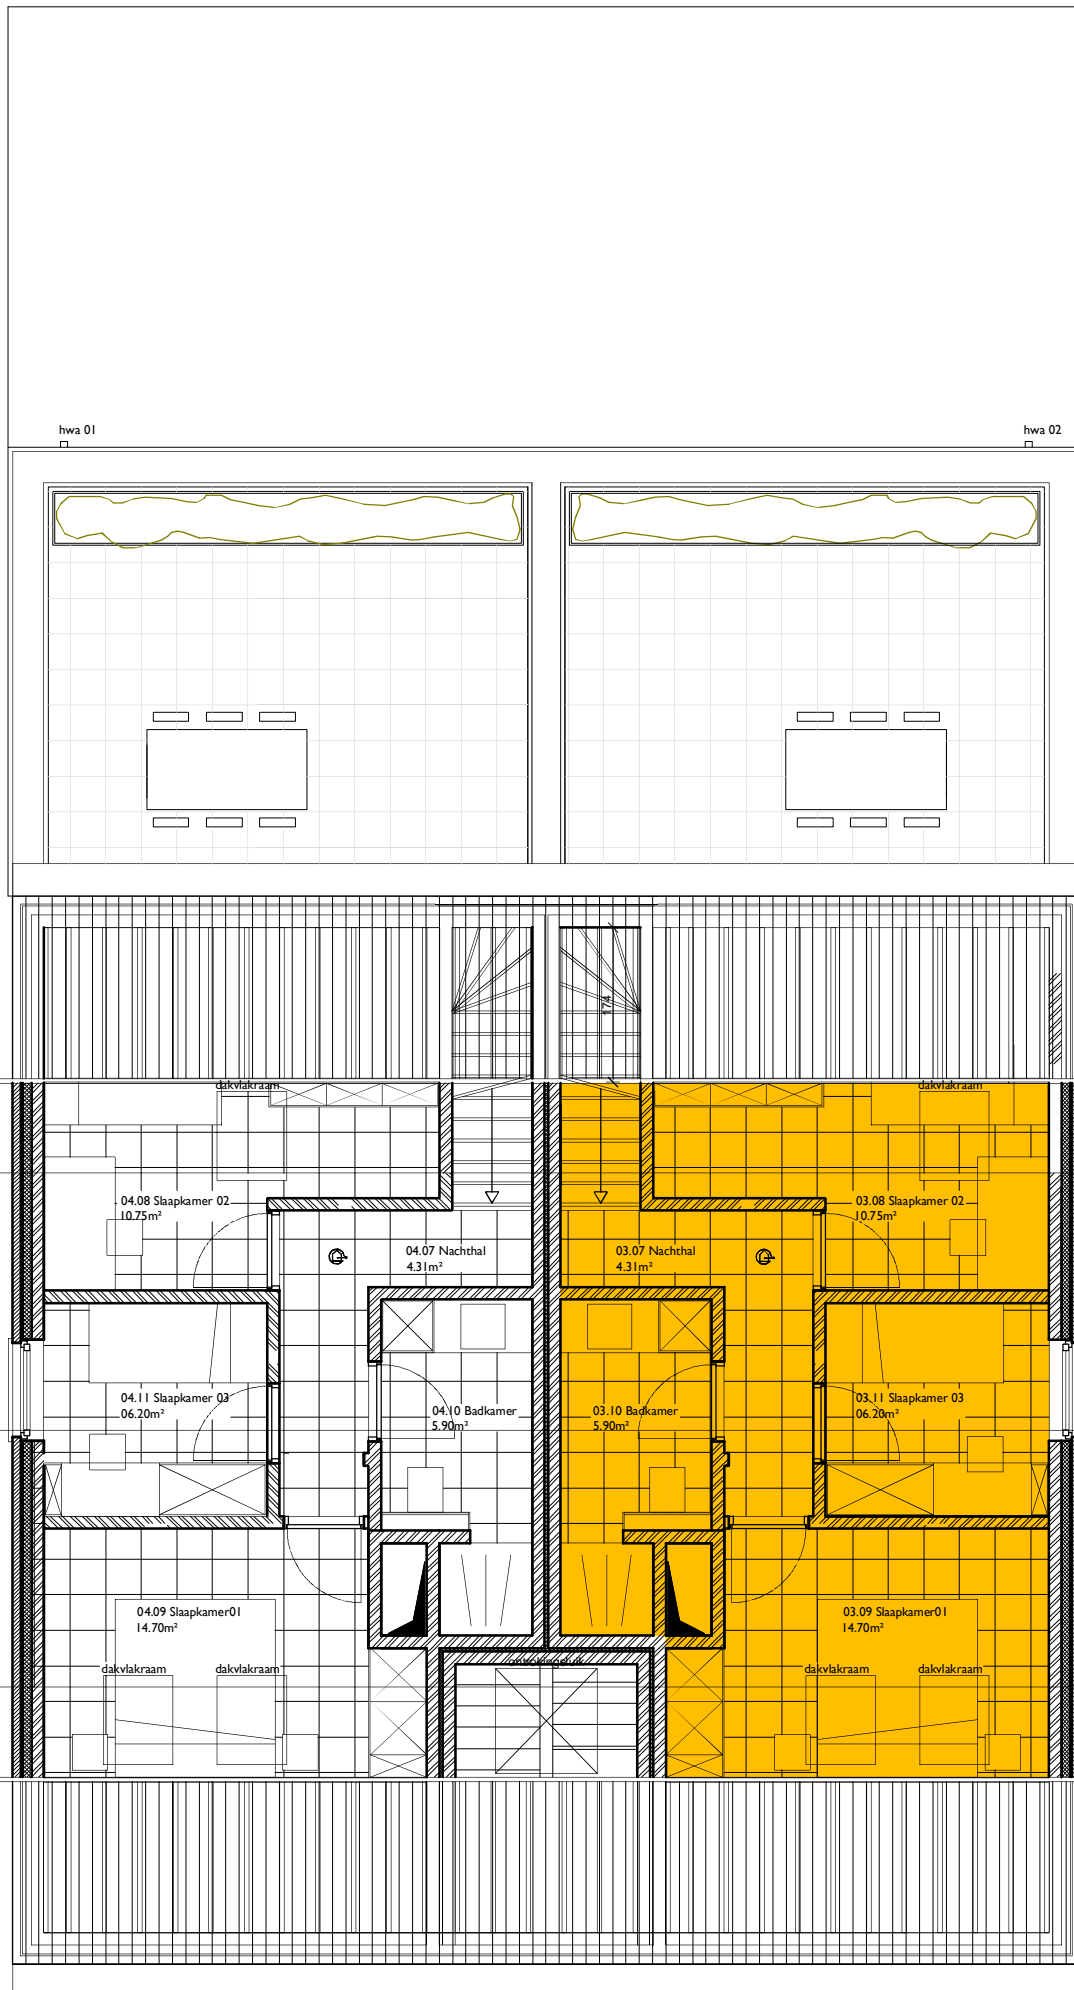 hwa 01
hwa 02
174
dakvlakraam
dakvlakraam
04.08 Slaapkamer 02
10.75m²
03.08 Slaapkamer 02
10.75m²
04.07 Nachthal
4.31m²
03.07 Nachthal
4.31m²
04.11 Slaapkamer 03
06.20m²
04.10 Badkamer
5.90m²
03.10 Badkamer
5.90m²
03.11 Slaapkamer 03
06.20m²
04.09 Slaapkamer01
14.70m²
03.09 Slaapkamer01
14.70m²
ontrokingsluik
dakvlakraam
dakvlakraam
dakvlakraam
dakvlakraam